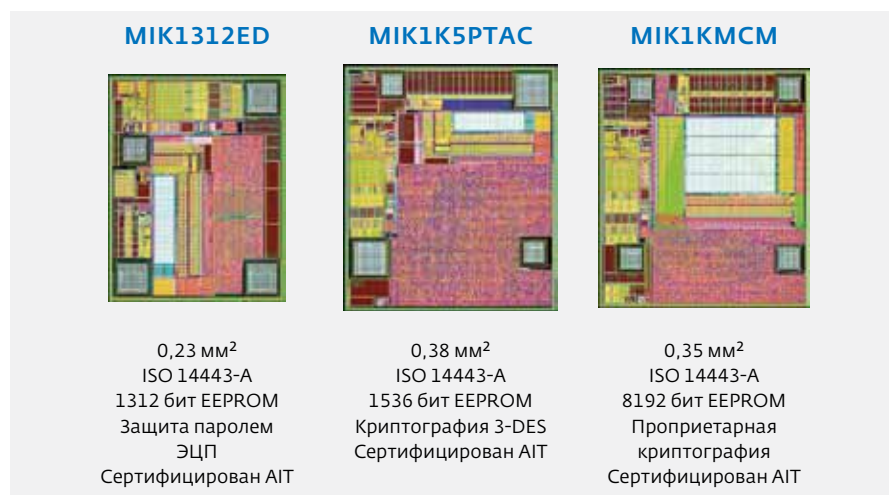 MIK1312ED
0,23 мм²
ISO 14443-A
1312 бит EEPROM
Защита паролем
ЭЦП
Сертифицирован AIT
MIK1K5PTAC
0,38 мм²
ISO 14443-A
1536 бит EEPROM
Криптография 3-DES
Сертифицирован AIT
MIK1KMCM
0,35 мм²
ISO 14443-A
8192 бит EEPROM
Проприетарная
криптография
Сертифицирован AIT